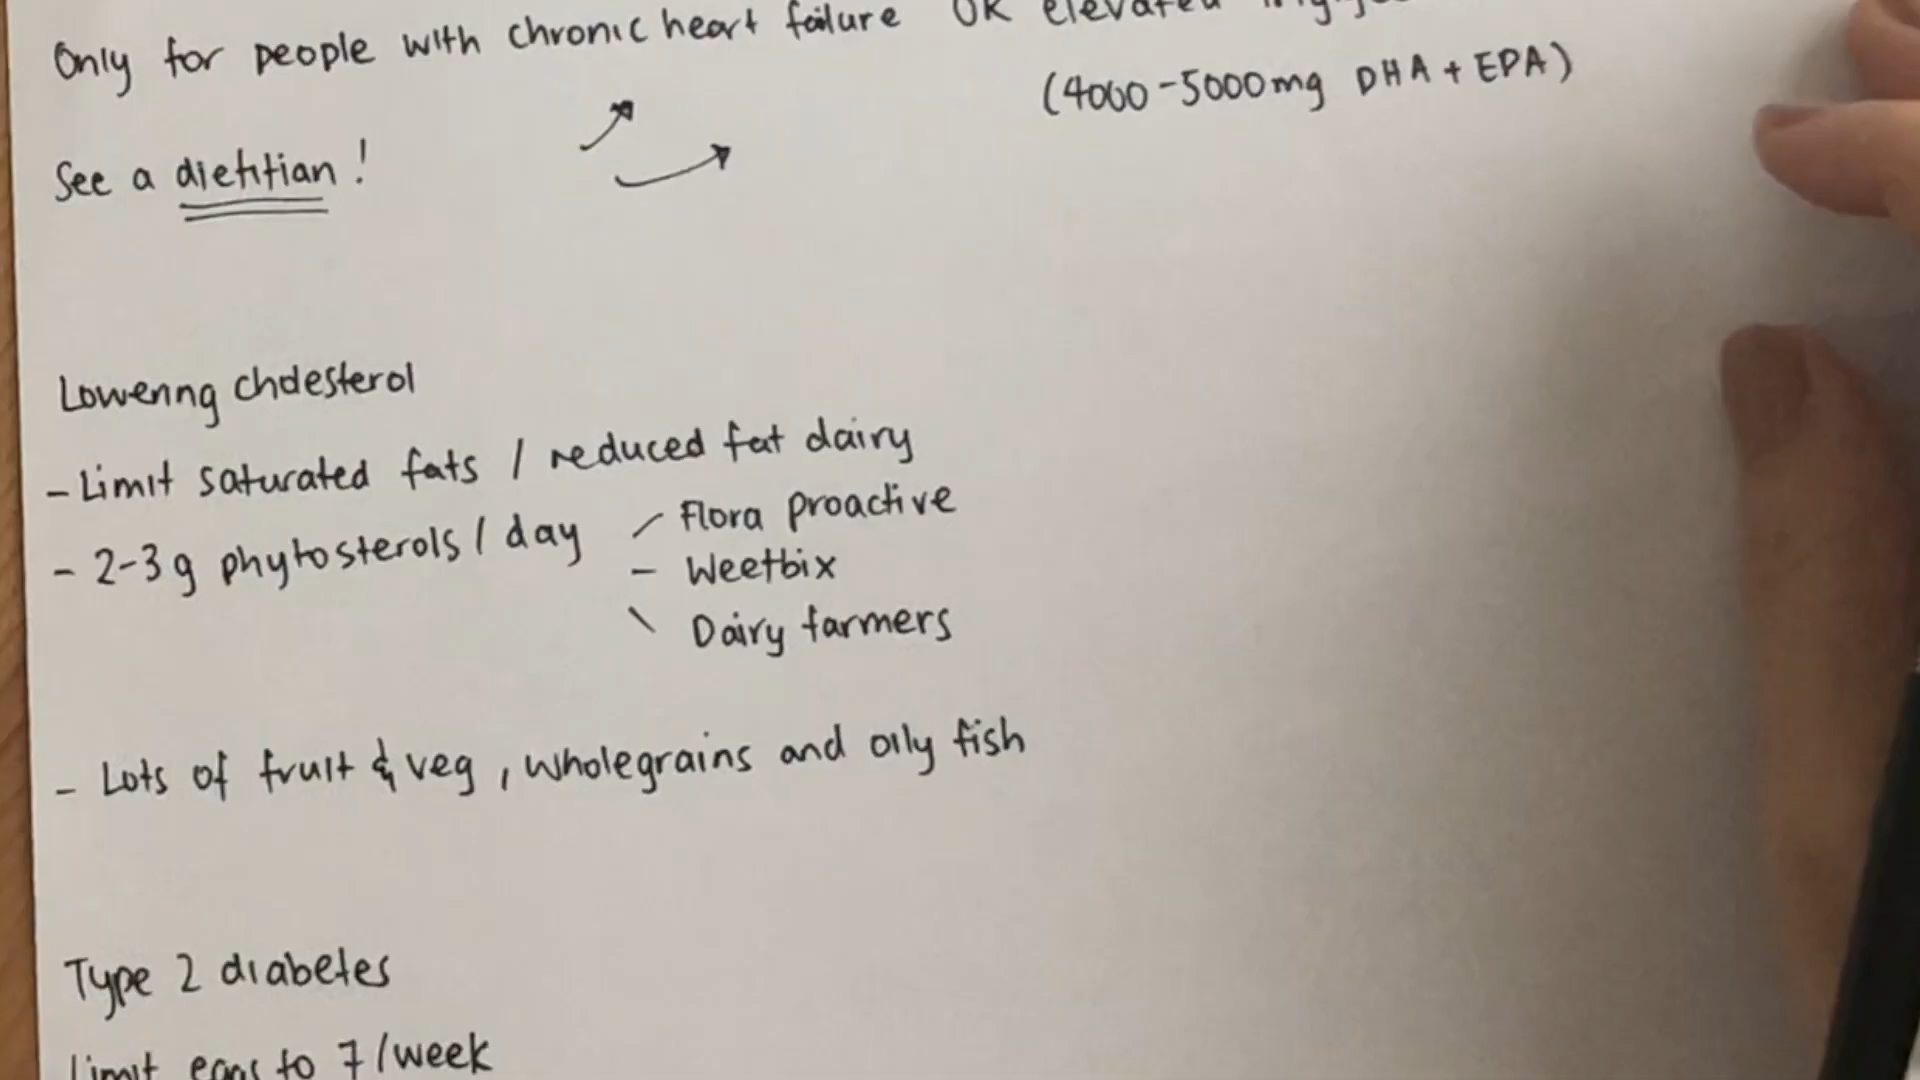 Only for people with chronic heart failure OR elevated
(4000-5000mg DHA + EPA)
See a dietitian!
Lowering cholesterol
- Limit saturated fats / reduced fat dairy
- 2-3g phytosterols / day
Flora proactive
- Weetbix
Dairy farmers
- Lots of fruit & veg, wholegrains and oily fish
Type 2 diabetes
Limit eggs to 7/week